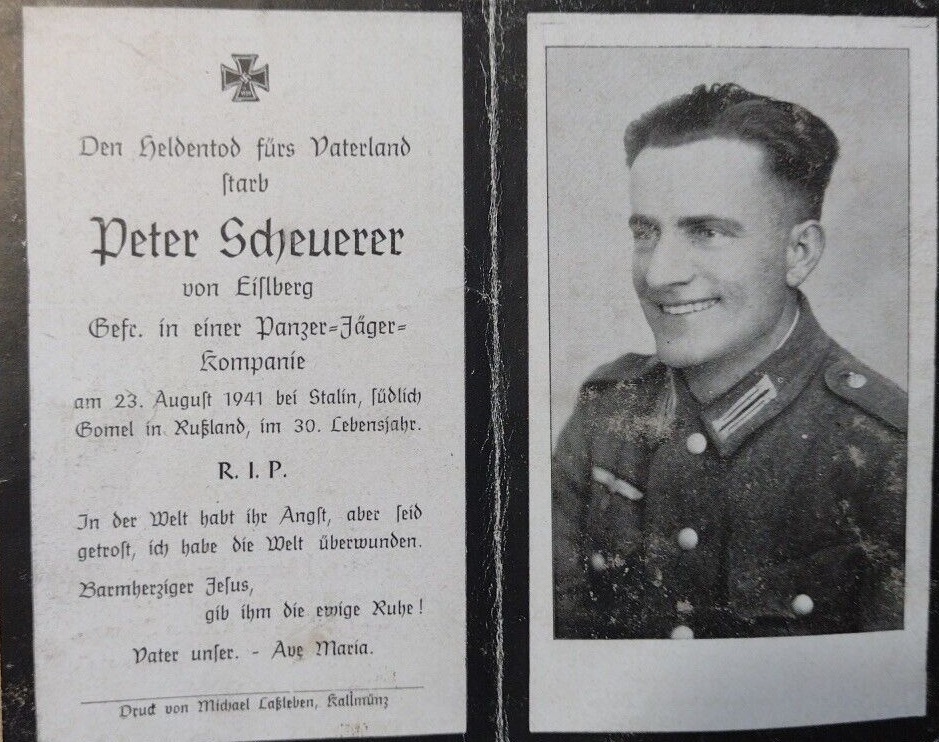 Den Heldentod fürs Vaterland
starb
Peter Scheuerer
von Eislberg
Gefr. in einer Panzer-Jäger-
Kompanie
am 23. August 1941 bei Stalin, südlich
Gomel in Rußland, im 30. Lebensjahr.
R. I. P.
In der Welt habt ihr Angst, aber seid
getrost, ich habe die Welt überwunden.
Barmherziger Jesus,
gib ihm die ewige Ruhe!
Vater unser. - Ave Maria.
Druck von Michael Laßleben, Kallmünz